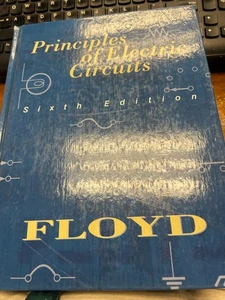 Principles
of Electric
Circuits
Sixth Edition
FLOYD